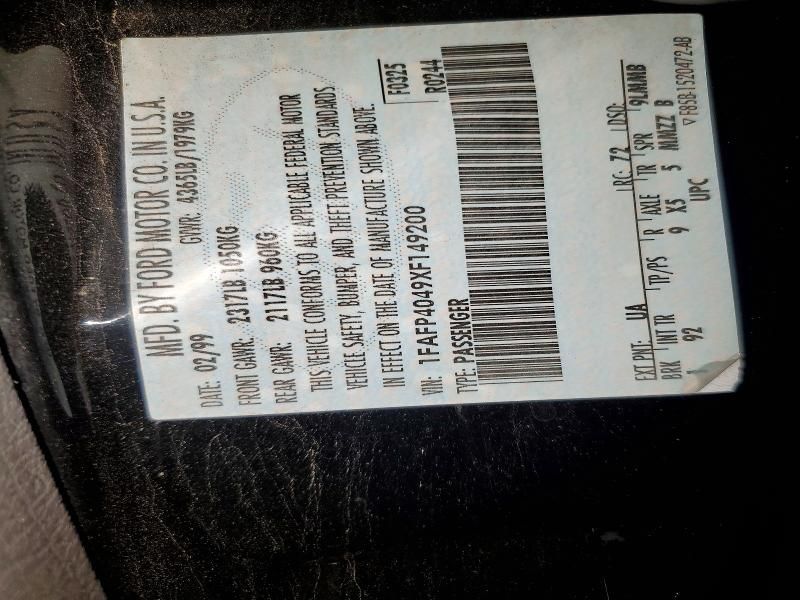 MFD. BY FORD MOTOR CO. IN U.S.A.
DATE: 02/99 GVWR: 4365LB/1979KG
FRONT GAWR: 2317LB 1050KG
REAR GAWR: 2117LB 960KG
THIS VEHICLE CONFORMS TO ALL APPLICABLE FEDERAL MOTOR
VEHICLE SAFETY, BUMPER, AND THEFT PREVENTION STANDARDS
IN EFFECT ON THE DATE OF MANUFACTURE SHOWN ABOVE.
VIN: 1FAFP4049XF149200 F0325
TYPE: PASSENGER R0244
EXT PNT: UA RC: 72 DSO:
BRK INT TR TP/PS R AXLE TR SPR 9LMMB
92 9 X5 5 MMZZ B
UPC ▽F85B-1520472-AB